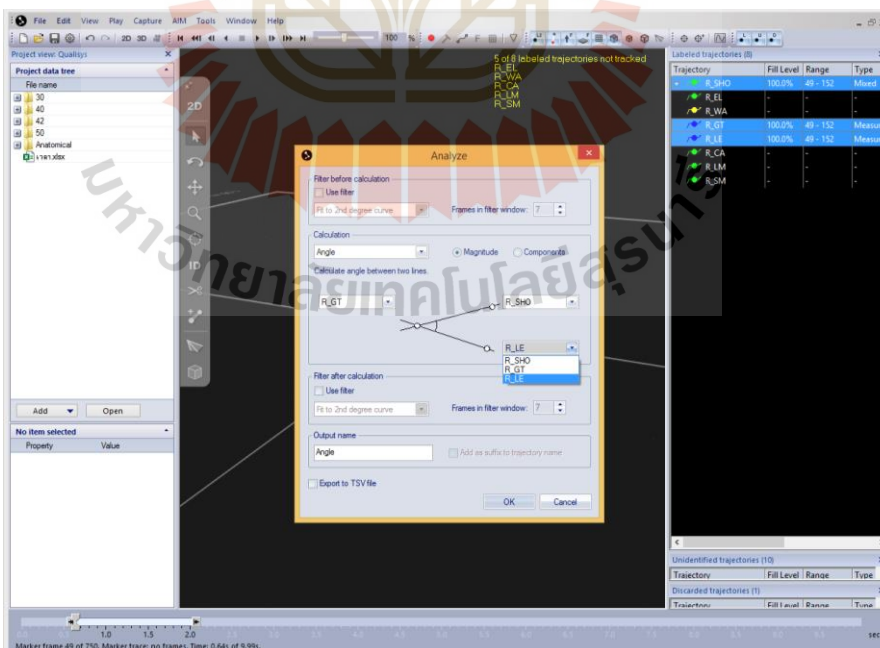 File Edit View Play Capture AIM Tools Window Help
2D 3D 100 %
Project view: Qualisys
Project data tree
File name
30
40
42
50
Anatomical
Add Open
No item selected
Property Value
2D
1D
5 of 8 labeled trajectories not tracked
R_EL
R_WA
R_CA
R_LM
R_SM
Analyze
Filter before calculation
Use filter
Fit to 2nd degree curve Frames in filter window: 7
Calculation
Angle Magnitude Components
Calculate angle between two lines.
R_GT R_SHO
R_LE
R_SHO
R_GT
R_LE
Filter after calculation
Use filter
Fit to 2nd degree curve Frames in filter window: 7
Output name
Angle Add as suffix to trajectory name
Export to TSV file
OK Cancel
มหาวิทยาลัยเทคโนโลยีสุรนารี
Labeled trajectories (8)
Trajectory Fill Level Range Type
R_SHO 100.0% 49 - 152 Mixed
R_EL - - -
R_WA - - -
R_GT 100.0% 49 - 152 Measur
R_LE 100.0% 49 - 152 Measur
R_CA - - -
R_LM - - -
R_SM - - -
Unidentified trajectories (10)
Trajectory Fill Level Range Type
Discarded trajectories (1)
Trajectory Fill Level Range Type
1.0 1.5 2.0 sec
Marker frame 49 of 750. Marker trace: no frames. Time: 0.64s of 9.99s.